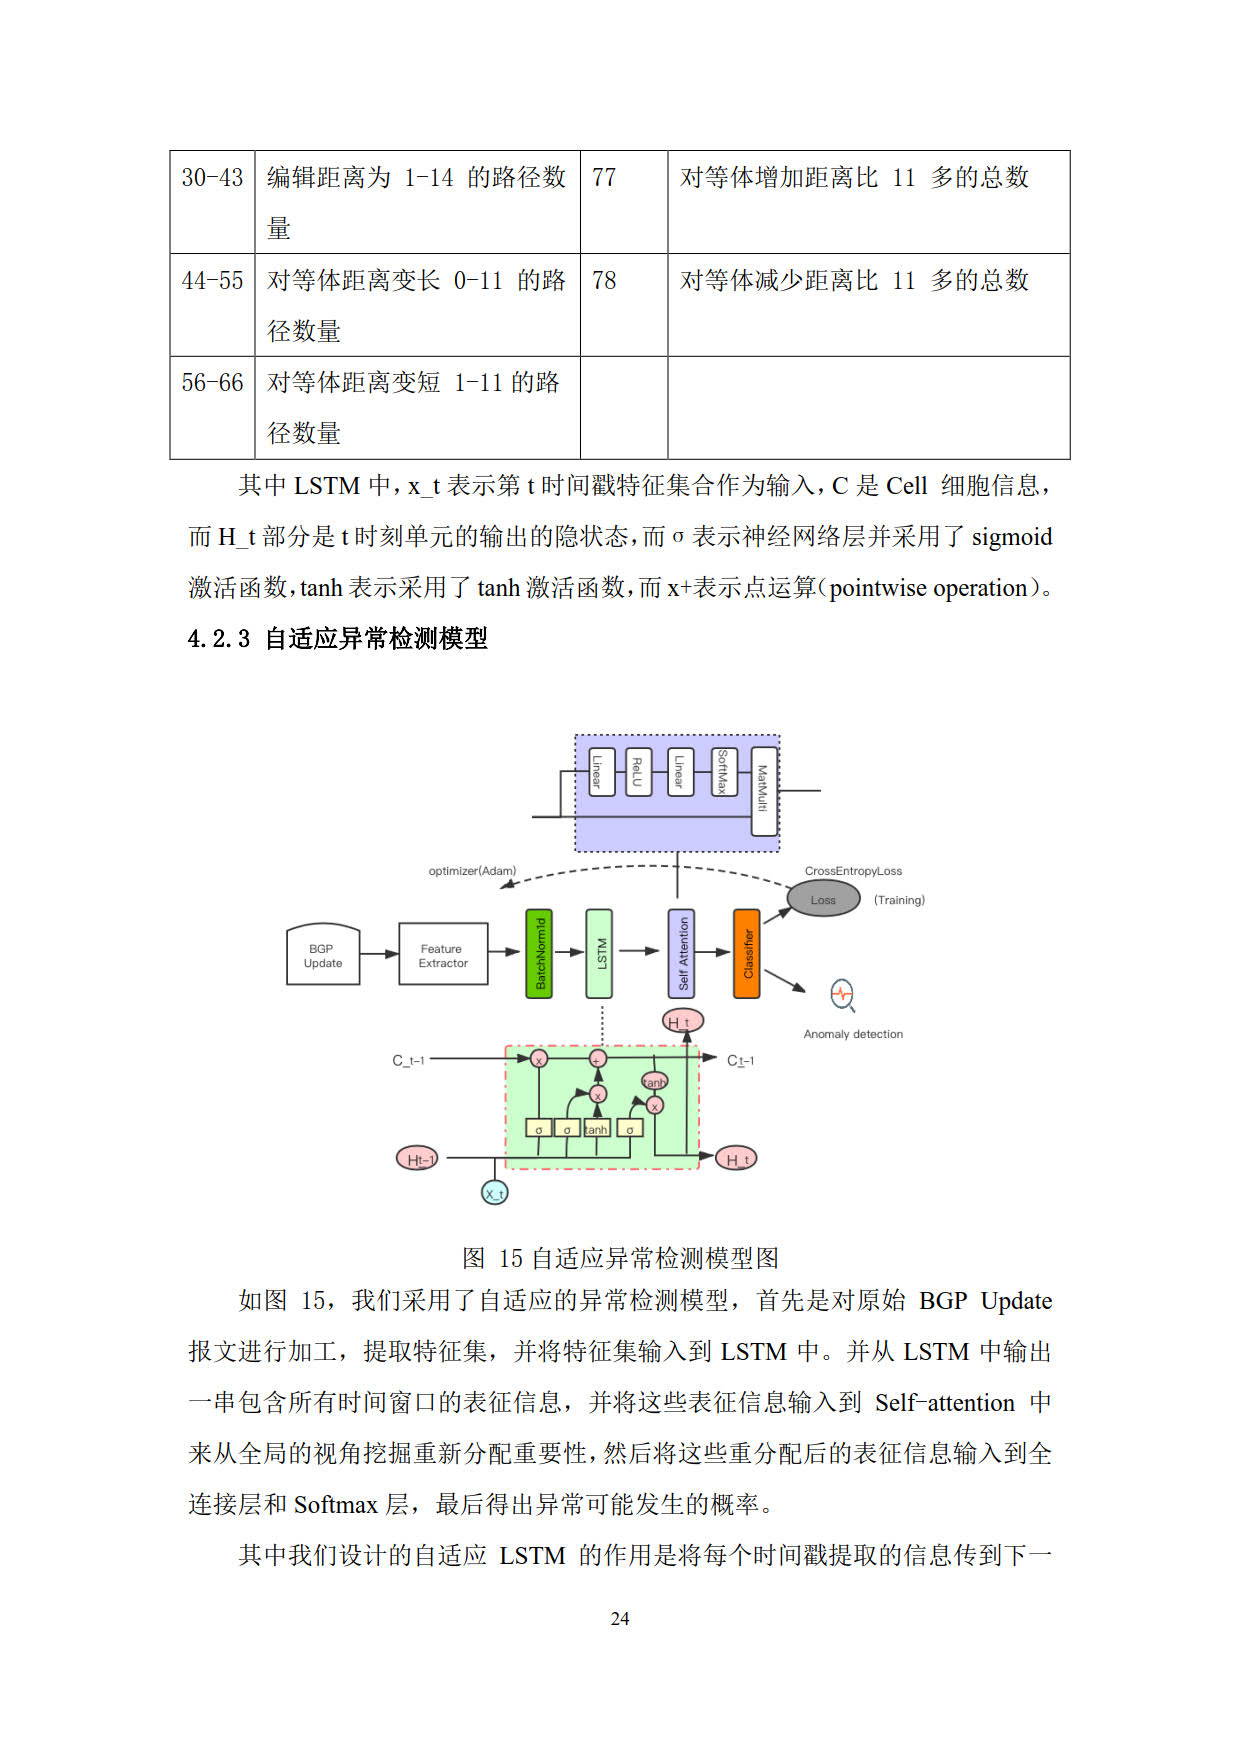 30-43 编辑距离为 1-14 的路径数 77 对等体增加距离比 11 多的总数
量
44-55 对等体距离变长 0-11 的路 78 对等体减少距离比 11 多的总数
径数量
56-66 对等体距离变短 1-11的路
径数量
其中 LSTM 中，x_t 表示第 t 时间戳特征集合作为输入，C 是 Cell 细胞信息，
而 H_t 部分是 t 时刻单元的输出的隐状态，而 σ 表示神经网络层并采用了 sigmoid
激活函数，tanh 表示采用了 tanh 激活函数，而 x+表示点运算（pointwise operation）。
4.2.3 自适应异常检测模型
Linear
ReLU
Linear
SoftMax
MatMulti
optimizer(Adam)
CrossEntropyLoss
Loss
(Training)
BGP
Update
Feature
Extractor
BatchNorm1d
LSTM
Self Attention
Classifier
Anomaly detection
H_t
C_t-1
x
+
C_t-1
tanh
x
x
σ
σ
tanh
σ
Ht-1
H_t
X_t
图 15 自适应异常检测模型图
如图 15，我们采用了自适应的异常检测模型，首先是对原始 BGP Update
报文进行加工，提取特征集，并将特征集输入到 LSTM 中。并从 LSTM 中输出
一串包含所有时间窗口的表征信息，并将这些表征信息输入到 Self-attention 中
来从全局的视角挖掘重新分配重要性，然后将这些重分配后的表征信息输入到全
连接层和 Softmax 层，最后得出异常可能发生的概率。
其中我们设计的自适应 LSTM 的作用是将每个时间戳提取的信息传到下一
24